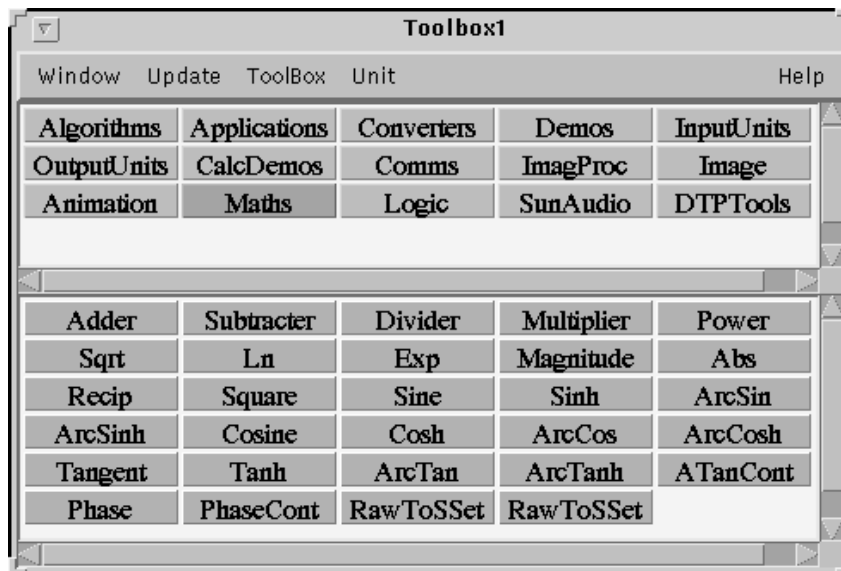 Toolbox1
Window Update ToolBox Unit Help
Algorithms Applications Converters Demos InputUnits
OutputUnits CalcDemos Comms ImagProc Image
Animation Maths Logic SunAudio DTPTools
Adder Subtracter Divider Multiplier Power
Sqrt Ln Exp Magnitude Abs
Recip Square Sine Sinh ArcSin
ArcSinh Cosine Cosh ArcCos ArcCosh
Tangent Tanh ArcTan ArcTanh ATanCont
Phase PhaseCont RawToSSet RawToSSet